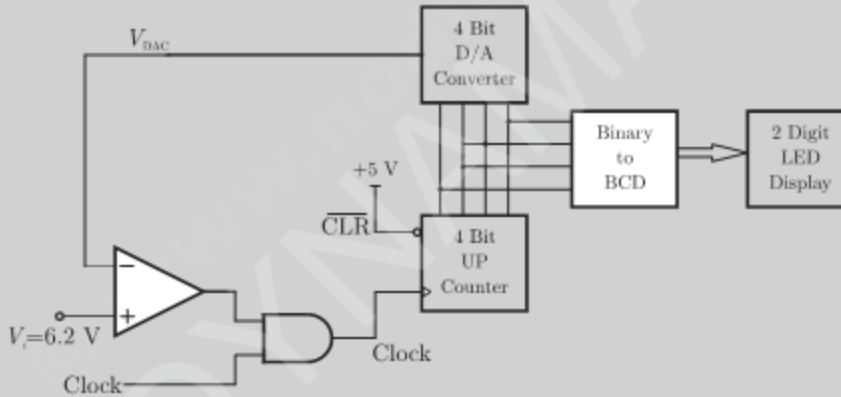 V_DAC
4 Bit
D/A
Converter
Binary
to
BCD
2 Digit
LED
Display
+5 V
CLR
4 Bit
UP
Counter
−
+
V_i=6.2 V
Clock
Clock